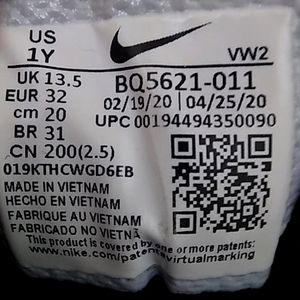 US
1Y
VW2
UK 13.5
BQ5621-011
EUR 32
02/19/20 04/25/20
cm 20
UPC 00194494350090
BR 31
CN 200(2.5)
019KTHCWGD6EB
MADE IN VIETNAM
HECHO EN VIETNAM
FABRIQUE AU VIETNAM
FABRICADO NO VIETNÃ
This product is covered by one or more patents:
www.nike.com/patents virtualmarking